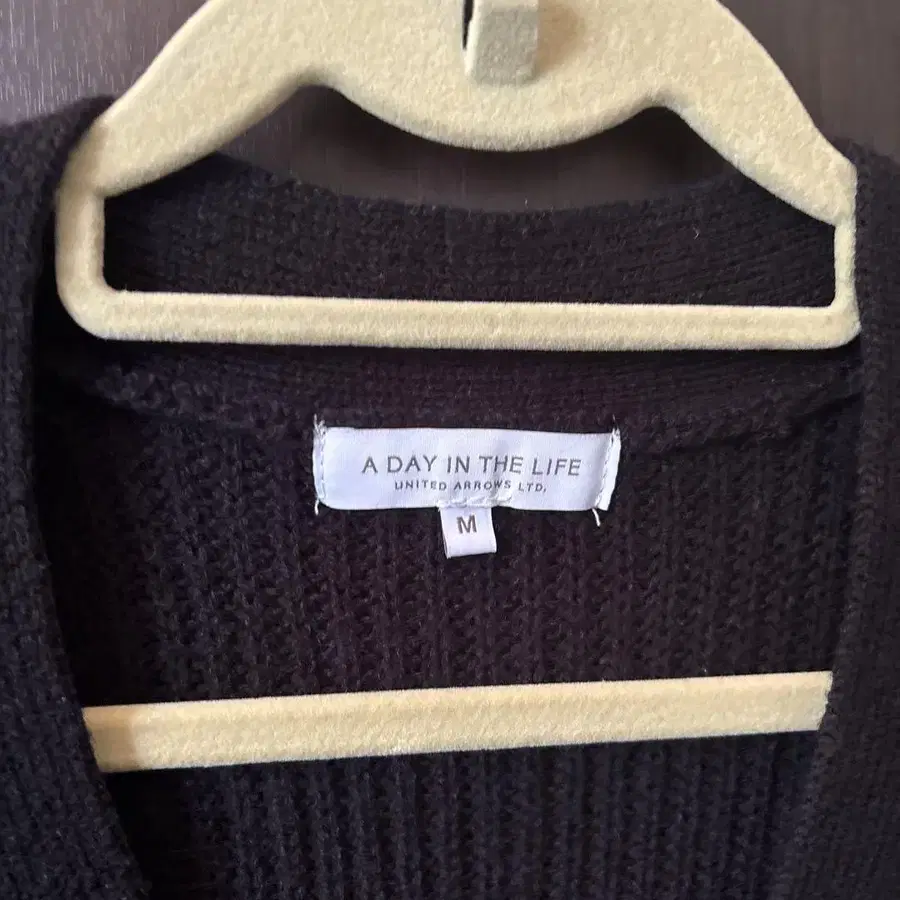 A DAY IN THE LIFE
UNITED ARROWS LTD.
M